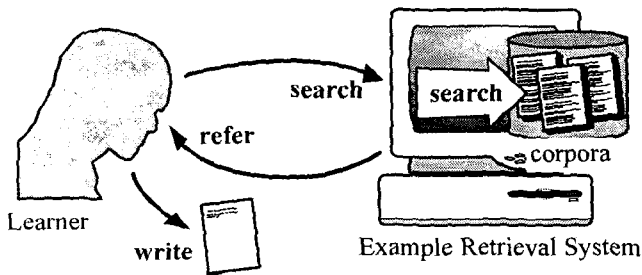 search
search
refer
corpora
Learner
write
Example Retrieval System